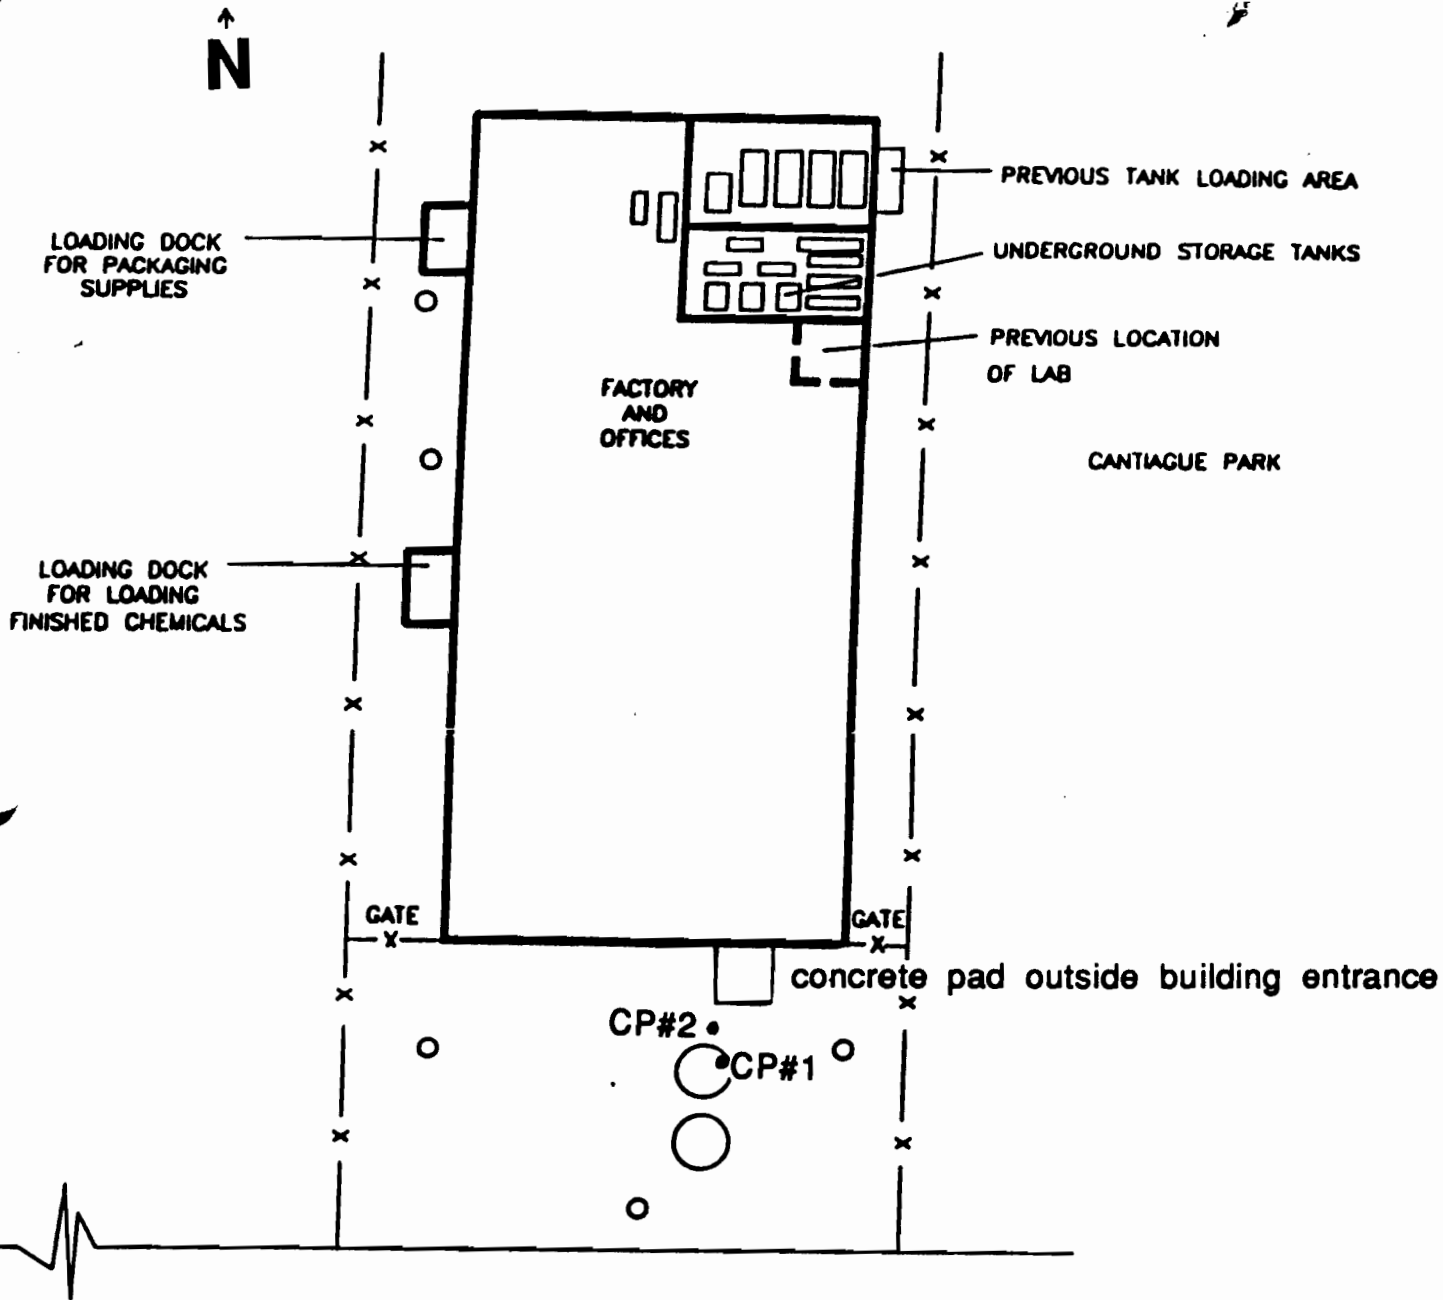 N
PREVIOUS TANK LOADING AREA
LOADING DOCK
FOR PACKAGING
SUPPLIES
UNDERGROUND STORAGE TANKS
PREVIOUS LOCATION
OF LAB
FACTORY
AND
OFFICES
CANTIAGUE PARK
LOADING DOCK
FOR LOADING
FINISHED CHEMICALS
GATE
GATE
concrete pad outside building entrance
CP#2
CP#1